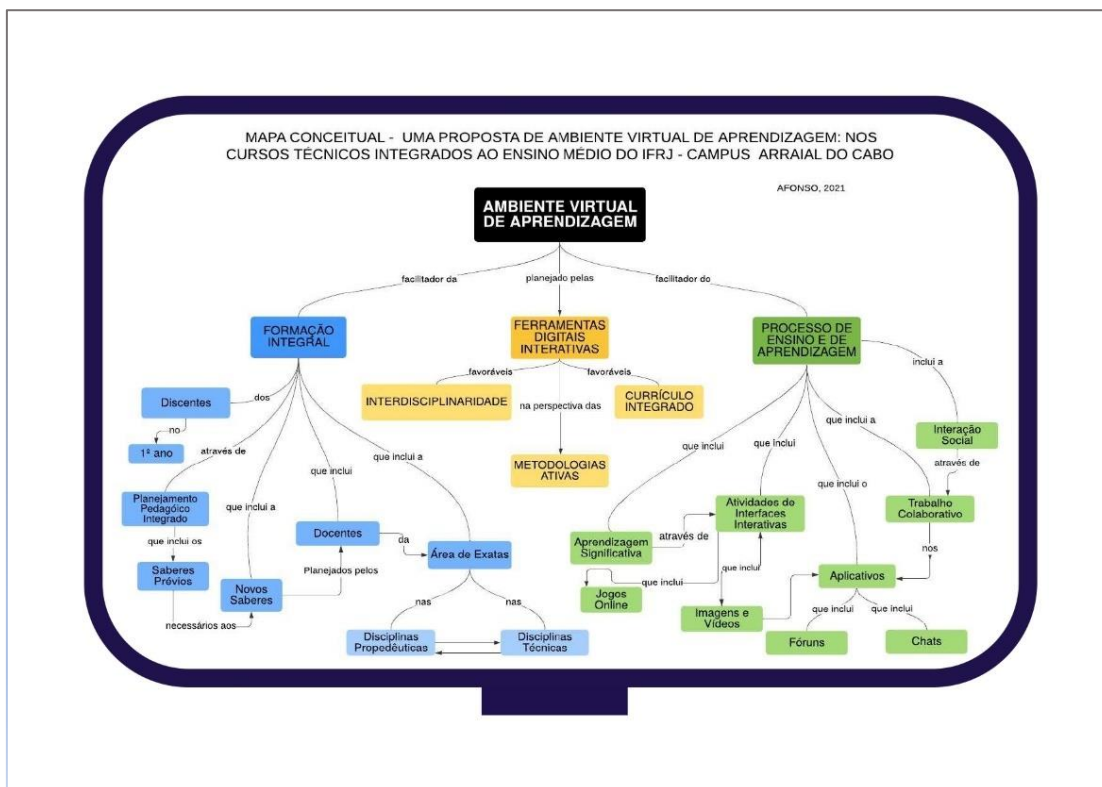 MAPA CONCEITUAL - UMA PROPOSTA DE AMBIENTE VIRTUAL DE APRENDIZAGEM: NOS
CURSOS TÉCNICOS INTEGRADOS AO ENSINO MÉDIO DO IFRJ - CAMPUS ARRAIAL DO CABO
AFONSO, 2021
AMBIENTE VIRTUAL
DE APRENDIZAGEM
facilitador da
planejado pelas
facilitador do
FORMAÇÃO
INTEGRAL
FERRAMENTAS
DIGITAIS
INTERATIVAS
PROCESSO DE
ENSINO E DE
APRENDIZAGEM
Discentes
dos
no
1º ano
através de
Planejamento
Pedagóico
Integrado
que inclui os
Saberes
Prévios
necessários aos
que inclui a
Novos
Saberes
Planejados pelos
que inclui
Docentes
da
que inclui a
Área de Exatas
nas
nas
Disciplinas
Propedêuticas
Disciplinas
Técnicas
favoráveis
favoráveis
INTERDISCIPLINARIDADE
CURRÍCULO
INTEGRADO
na perspectiva das
METODOLOGIAS
ATIVAS
que inclui
Aprendizagem
Significativa
através de
que inclui
Atividades de
Interfaces
Interativas
que inclui
Jogos
Online
que inclui
Imagens e
Vídeos
que inclui o
Aplicativos
que inclui
que inclui
Fóruns
Chats
que inclui a
Trabalho
Colaborativo
nos
inclui a
Interação
Social
através de